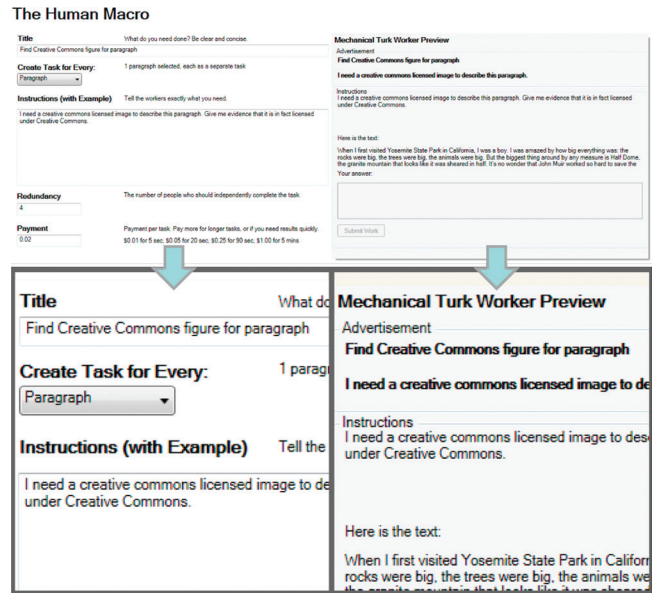 The Human Macro
Title What do you need done? Be clear and concise.
Find Creative Commons figure for paragraph
Create Task for Every: 1 paragraph selected, each as a separate task
Paragraph
Instructions (with Example) Tell the workers exactly what you need.
I need a creative commons licensed image to describe this paragraph. Give me evidence that it is in fact licensed
under Creative Commons.
Redundancy The number of people who should independently complete the task
4
Payment Payment per task. Pay more for longer tasks, or if you need results quickly.
0.02 $0.01 for 5 sec, $0.05 for 20 sec, $0.25 for 90 sec, $1.00 for 5 mins
Mechanical Turk Worker Preview
Advertisement
Find Creative Commons figure for paragraph
I need a creative commons licensed image to describe this paragraph.
Instructions
I need a creative commons licensed image to describe this paragraph. Give me evidence that it is in fact licensed
under Creative Commons.
Here is the text:
When I first visited Yosemite State Park in California, I was a boy. I was amazed by how big everything was: the
rocks were big, the trees were big, the animals were big. But the biggest thing around by any measure is Half Dome,
the granite mountain that looks like it was sheared in half. It's no wonder that John Muir worked so hard to save the
Your answer:
Submit Work
Title What do
Find Creative Commons figure for paragraph
Create Task for Every: 1 paragr
Paragraph
Instructions (with Example) Tell the
I need a creative commons licensed image to de
under Creative Commons.
Mechanical Turk Worker Preview
Advertisement
Find Creative Commons figure for paragraph
I need a creative commons licensed image to de
Instructions
I need a creative commons licensed image to des
under Creative Commons.
Here is the text:
When I first visited Yosemite State Park in Californ
rocks were big, the trees were big, the animals we
the granite mountain that looks like it was sheared